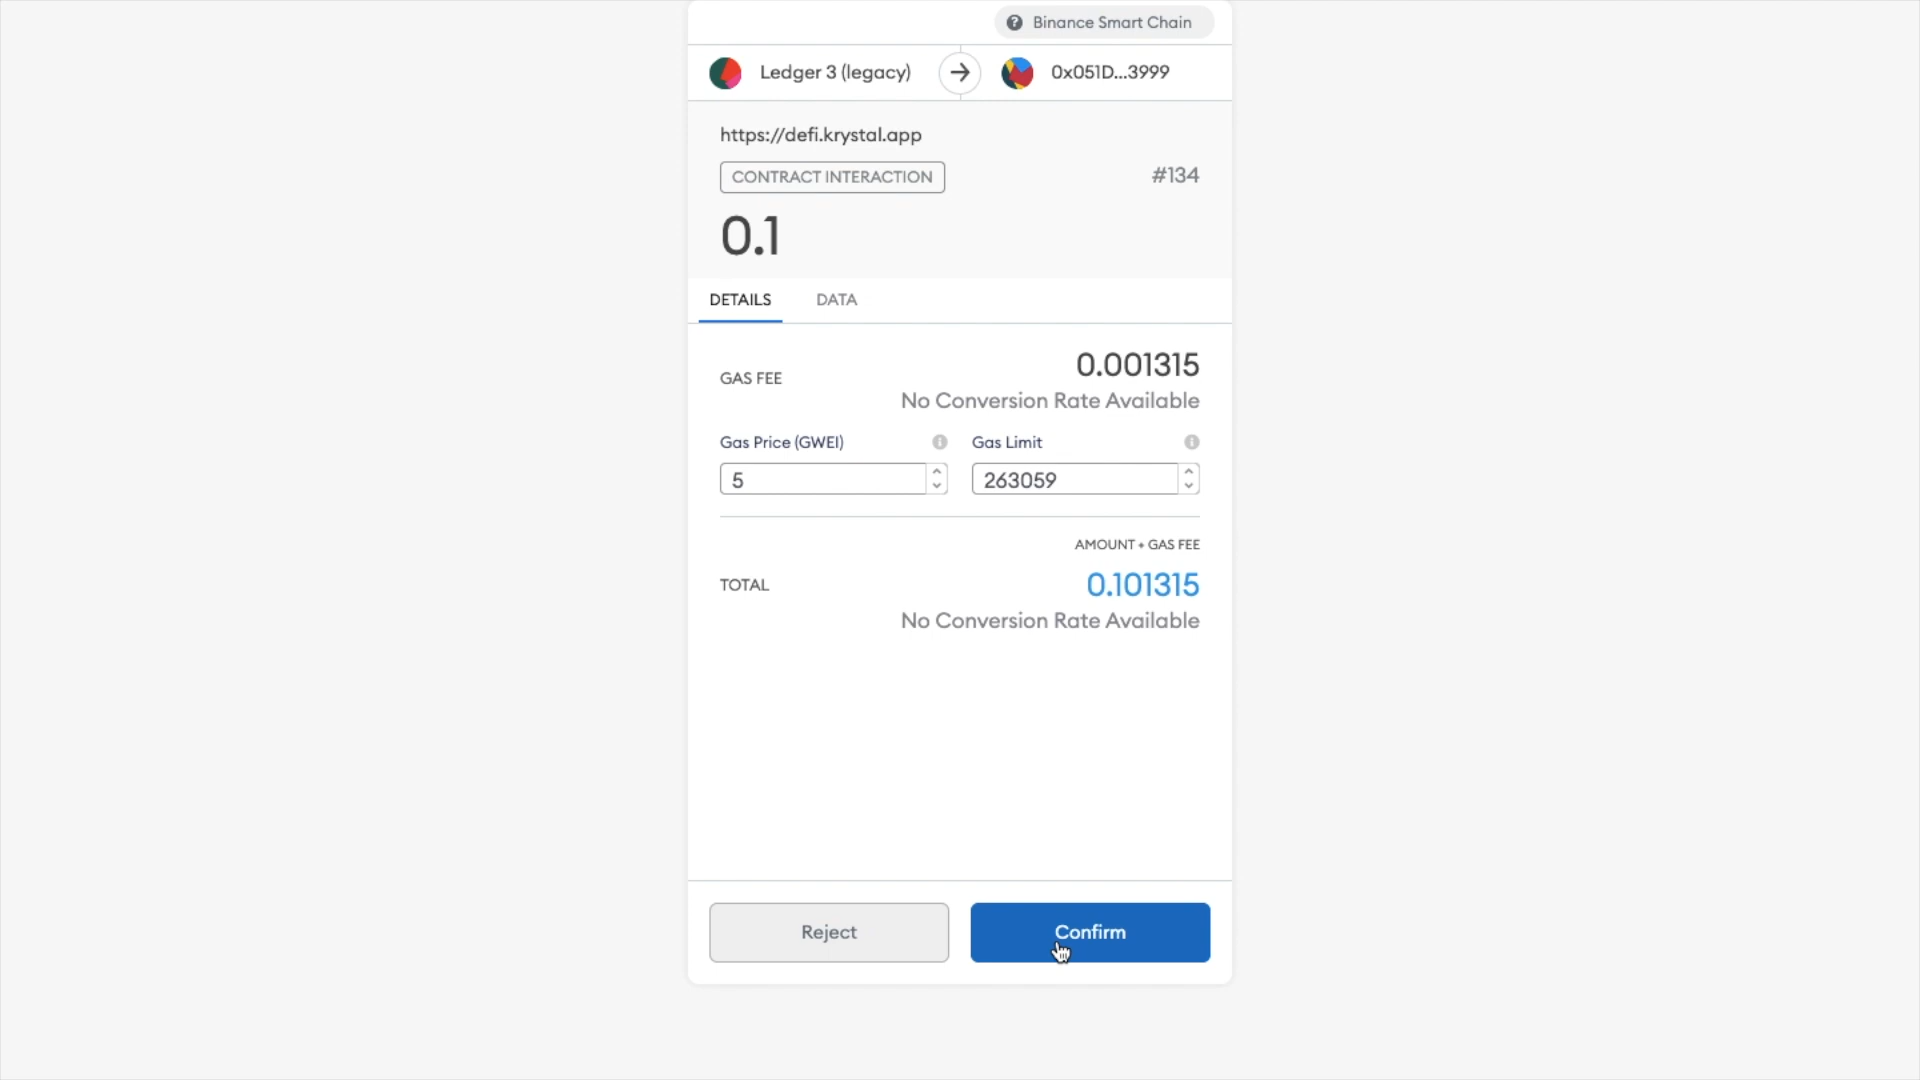 Binance Smart Chain
Ledger 3 (legacy)
0x051D...3999
https://defi.krystal.app
CONTRACT INTERACTION
#134
0.1
DETAILS
DATA
GAS FEE
0.001315
No Conversion Rate Available
Gas Price (GWEI)
Gas Limit
5
263059
AMOUNT + GAS FEE
TOTAL
0.101315
No Conversion Rate Available
Reject
Confirm